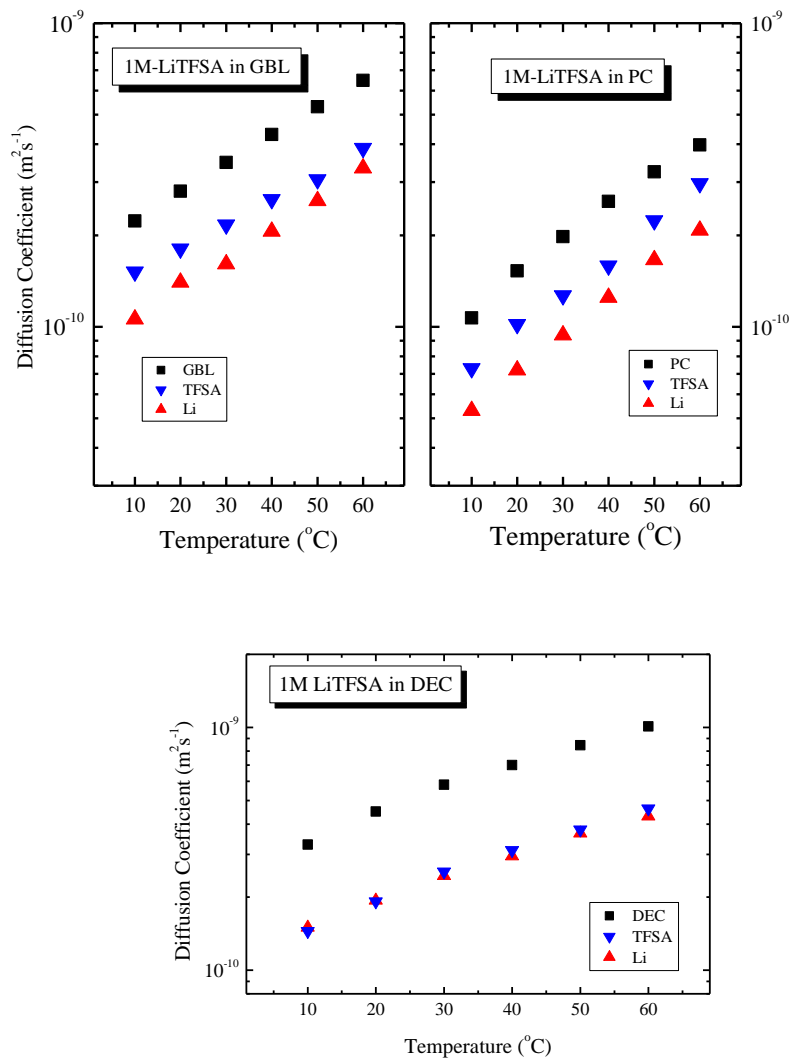 10⁻⁹
1M-LiTFSA in GBL
Diffusion Coefficient (m²s⁻¹)
10⁻¹⁰
GBL
TFSA
Li
10 20 30 40 50 60
Temperature (°C)
10⁻⁹
1M-LiTFSA in PC
10⁻¹⁰
PC
TFSA
Li
10 20 30 40 50 60
Temperature (°C)
1M LiTFSA in DEC
10⁻⁹
Diffusion Coefficient (m²s⁻¹)
10⁻¹⁰
DEC
TFSA
Li
10 20 30 40 50 60
Temperature (°C)